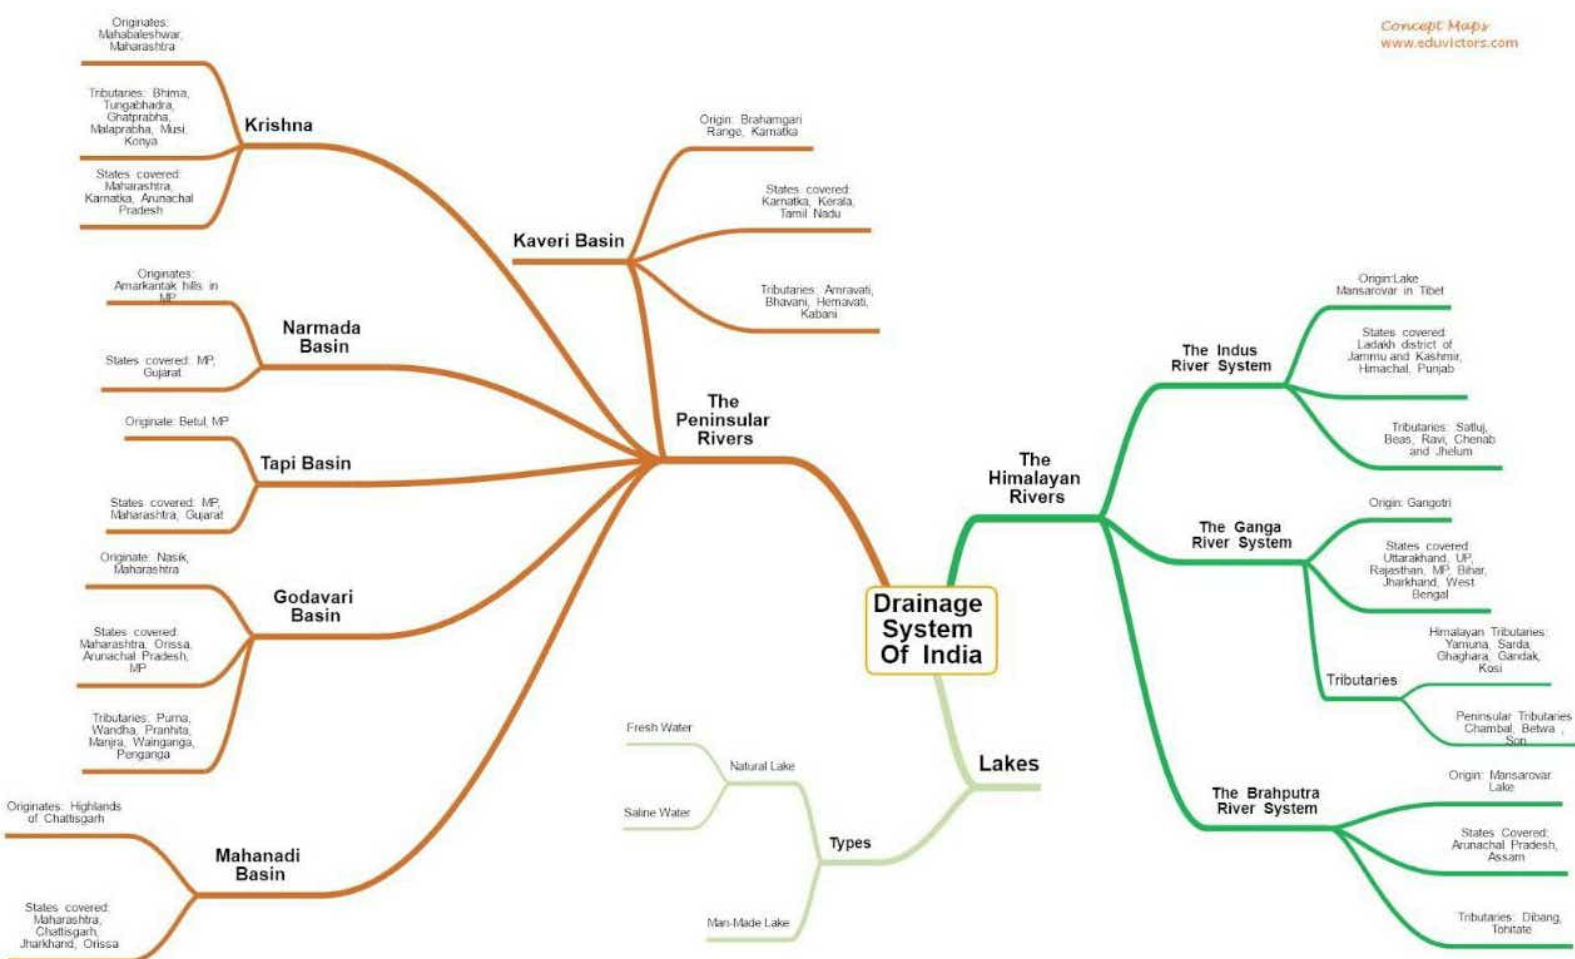 Concept Maps
www.eduvictors.com
Drainage
System
Of India
The
Peninsular
Rivers
Krishna
Originates:
Mahabaleshwar,
Maharashtra
Tributaries: Bhima,
Tungabhadra,
Ghatprabha,
Malaprabha, Musi,
Konya
States covered:
Maharashtra,
Karnatka, Arunachal
Pradesh
Kaveri Basin
Origin: Brahamgari
Range, Karnatka
States covered:
Karnatka, Kerala,
Tamil Nadu
Tributaries: Amravati,
Bhavani, Hemavati,
Kabani
Narmada
Basin
Originates:
Amarkantak hills in
MP
States covered: MP,
Gujarat
Tapi Basin
Originate: Betul, MP
States covered: MP,
Maharashtra, Gujarat
Godavari
Basin
Originate: Nasik,
Maharashtra
States covered:
Maharashtra, Orissa,
Arunachal Pradesh,
MP
Tributaries: Purna,
Wandha, Pranhita,
Manjra, Wainganga,
Penganga
Mahanadi
Basin
Originates: Highlands
of Chattisgarh
States covered:
Maharashtra,
Chattisgarh,
Jharkhand, Orissa
The
Himalayan
Rivers
The Indus
River System
Origin:Lake
Mansarovar in Tibet
States covered:
Ladakh district of
Jammu and Kashmir,
Himachal, Punjab
Tributaries: Satluj,
Beas, Ravi, Chenab
and Jhelum
The Ganga
River System
Origin: Gangotri
States covered:
Uttarakhand, UP,
Rajasthan, MP, Bihar,
Jharkhand, West
Bengal
Tributaries
Himalayan Tributaries:
Yamuna, Sarda,
Ghaghara, Gandak,
Kosi
Peninsular Tributaries
Chambal, Betwa ,
Son
The Brahputra
River System
Origin: Mansarovar
Lake
States Covered:
Arunachal Pradesh,
Assam
Tributaries: Dibang,
Tohitate
Lakes
Types
Natural Lake
Fresh Water
Saline Water
Man-Made Lake